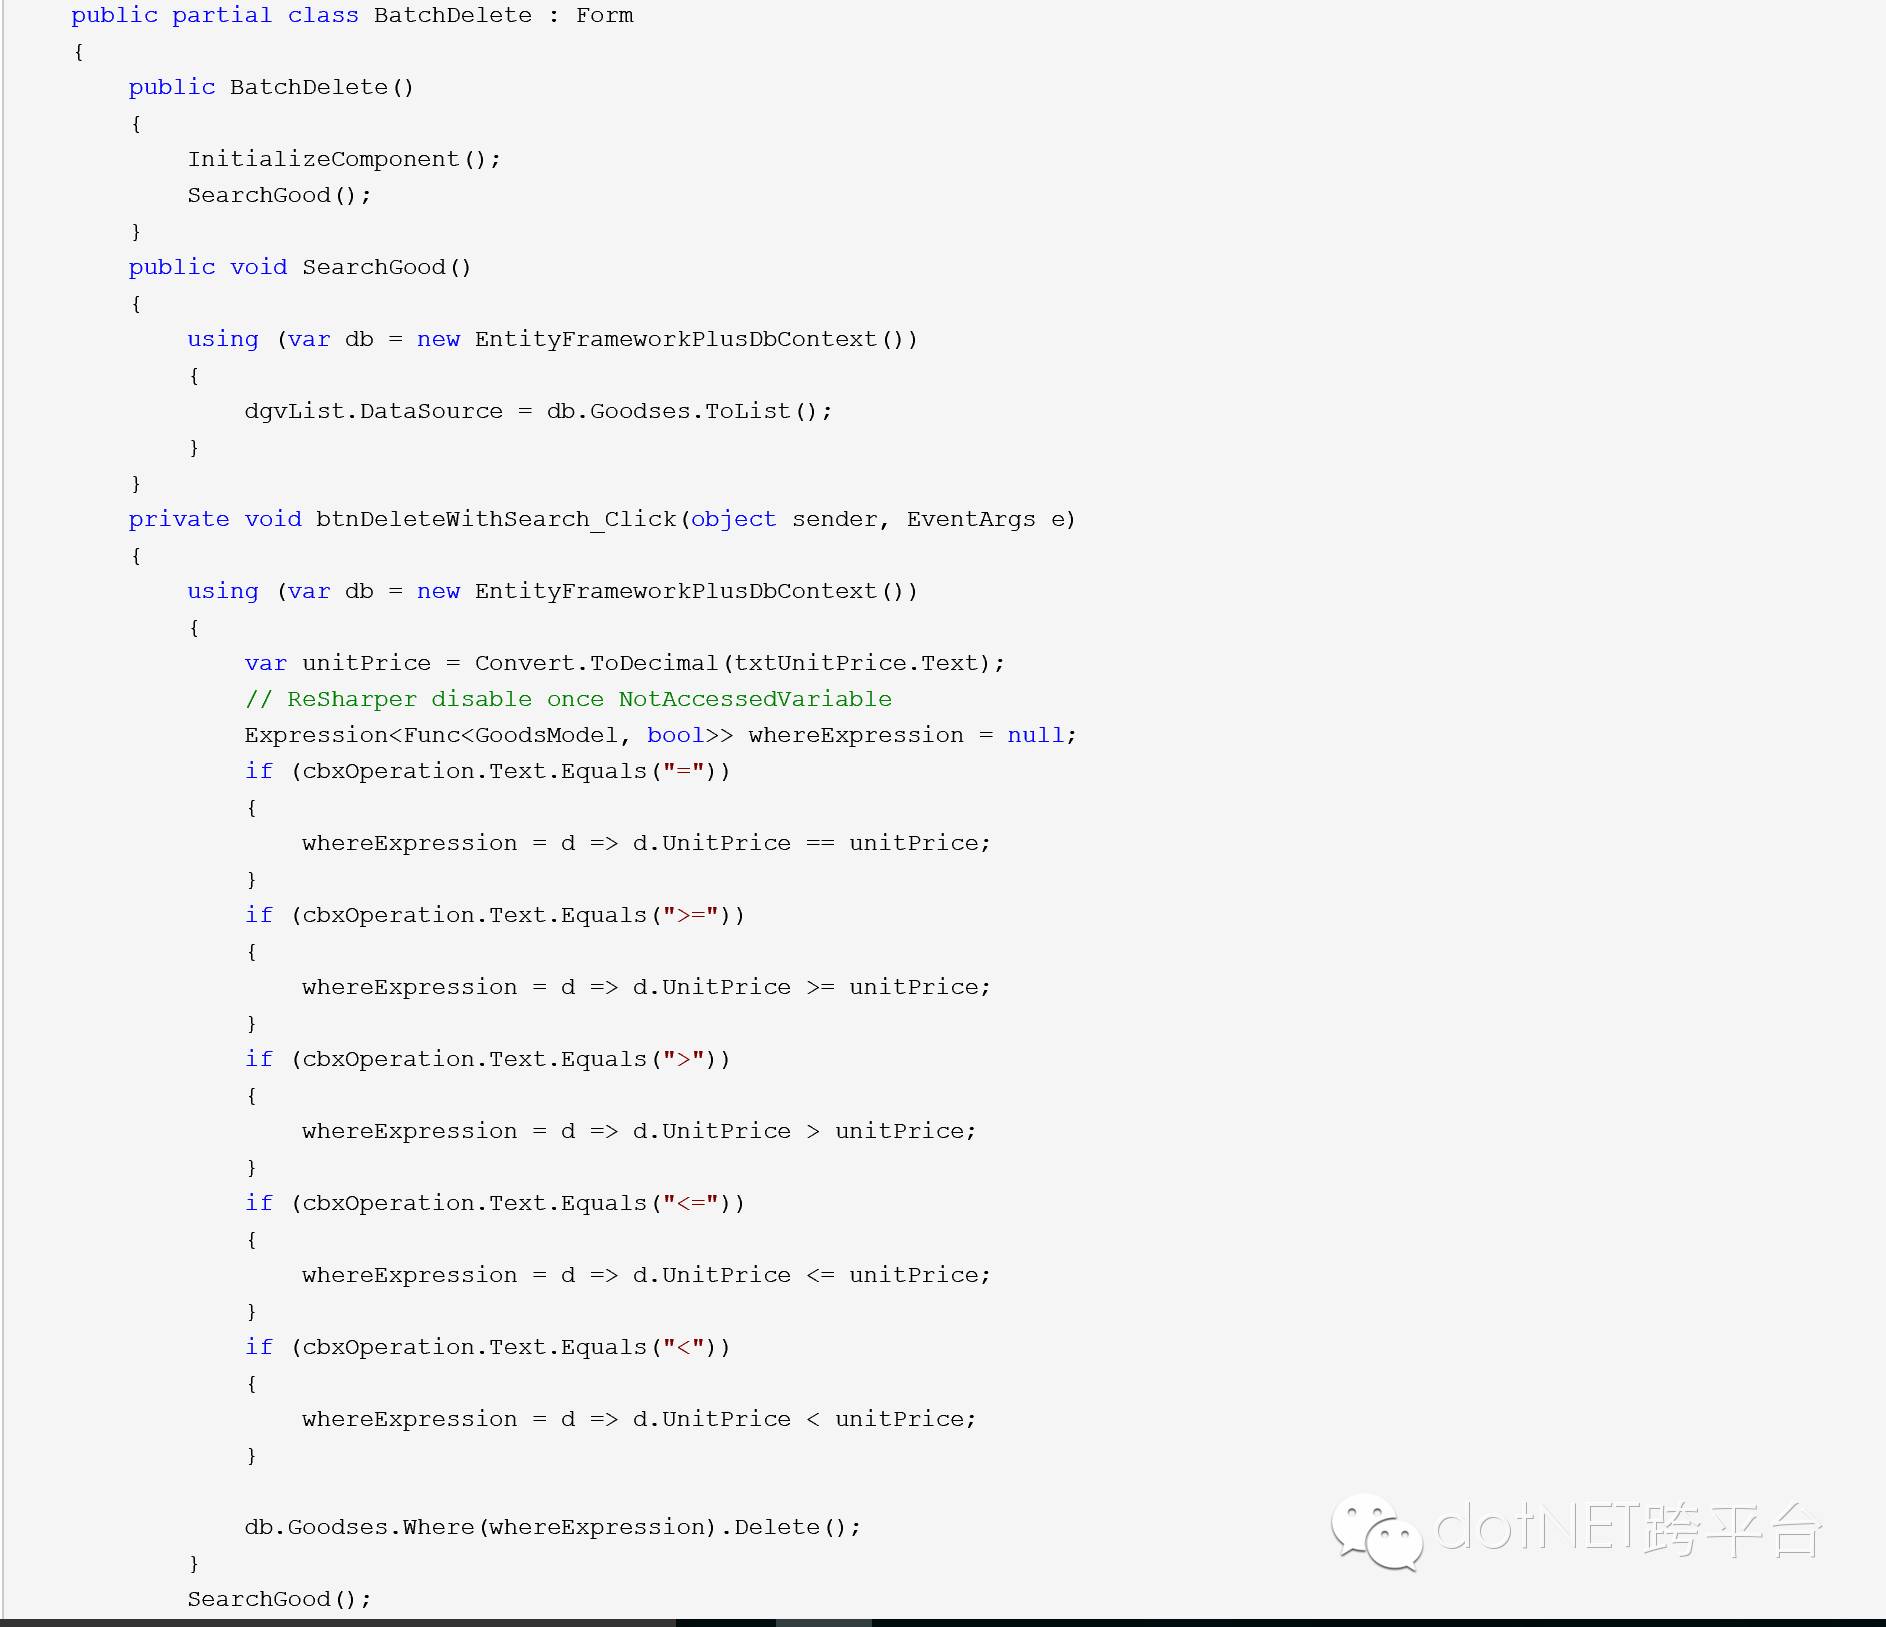 public partial class BatchDelete : Form
{
    public BatchDelete()
    {
        InitializeComponent();
        SearchGood();
    }
    public void SearchGood()
    {
        using (var db = new EntityFrameworkPlusDbContext())
        {
            dgvList.DataSource = db.Goodses.ToList();
        }
    }
    private void btnDeleteWithSearch_Click(object sender, EventArgs e)
    {
        using (var db = new EntityFrameworkPlusDbContext())
        {
            var unitPrice = Convert.ToDecimal(txtUnitPrice.Text);
            // ReSharper disable once NotAccessedVariable
            Expression<Func<GoodsModel, bool>> whereExpression = null;
            if (cbxOperation.Text.Equals("="))
            {
                whereExpression = d => d.UnitPrice == unitPrice;
            }
            if (cbxOperation.Text.Equals(">="))
            {
                whereExpression = d => d.UnitPrice >= unitPrice;
            }
            if (cbxOperation.Text.Equals(">"))
            {
                whereExpression = d => d.UnitPrice > unitPrice;
            }
            if (cbxOperation.Text.Equals("<="))
            {
                whereExpression = d => d.UnitPrice <= unitPrice;
            }
            if (cbxOperation.Text.Equals("<"))
            {
                whereExpression = d => d.UnitPrice < unitPrice;
            }

            db.Goodses.Where(whereExpression).Delete();
        }
        SearchGood();
dotNET跨平台